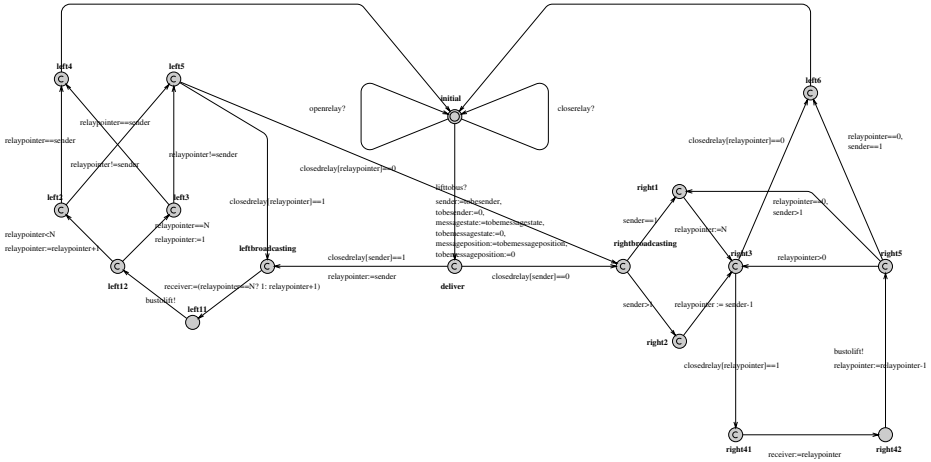 left4
left5
initial
left6
openrelay?
closerelay?
relaypointer==sender
relaypointer==sender
relaypointer!=sender
relaypointer!=sender
closedrelay[relaypointer]==0
closedrelay[relaypointer]==0
relaypointer==0,
sender==1
left2
left3
closedrelay[relaypointer]==1
lifttobus?
sender:=tobesender,
tobesender:=0,
messagestate:=tobemessagestate,
tobemessagestate:=0,
messageposition:=tobemessageposition,
tobemessageposition:=0
right1
relaypointer==0,
sender>1
relaypointer<N
relaypointer:=relaypointer+1
relaypointer==N
relaypointer:=1
sender==1
relaypointer:=N
leftbroadcasting
rightbroadcasting
right3
right5
closedrelay[sender]==1
relaypointer:=sender
closedrelay[sender]==0
relaypointer>0
left12
deliver
receiver:=(relaypointer==N? 1: relaypointer+1)
bustolift!
left11
sender>1
relaypointer := sender-1
right2
closedrelay[relaypointer]==1
bustolift!
relaypointer:=relaypointer-1
right41
receiver:=relaypointer
right42
C
C
C
C
C
C
C
C
C
C
C
C
C
C